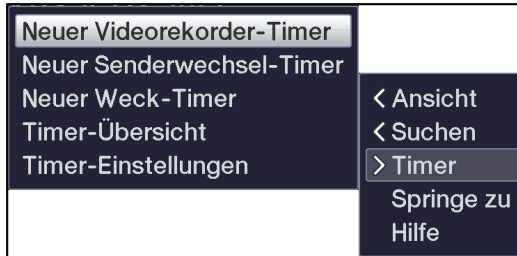 Neuer Videorekorder-Timer
Neuer Senderwechsel-Timer
Neuer Weck-Timer
Timer-Übersicht
Timer-Einstellungen
< Ansicht
< Suchen
> Timer
Springe zu
Hilfe